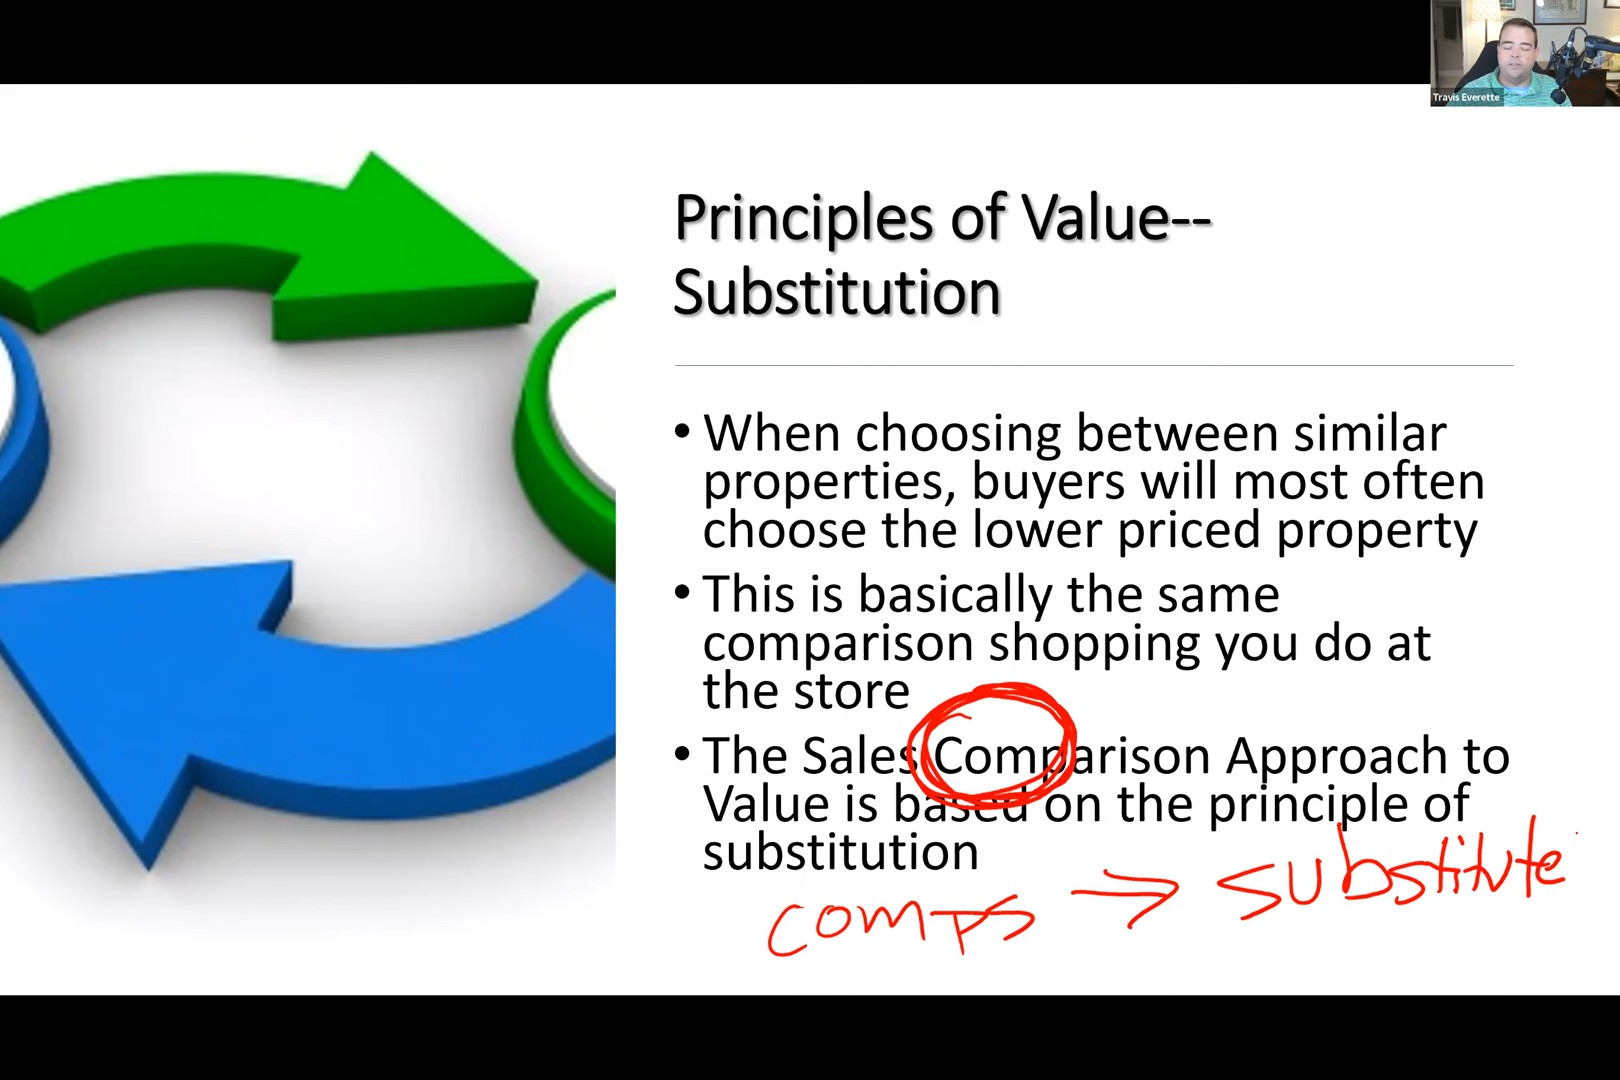 Travis Everette
Principles of Value--
Substitution
• When choosing between similar
properties, buyers will most often
choose the lower priced property
• This is basically the same
comparison shopping you do at
the store
• The Sales Comparison Approach to
Value is based on the principle of
substitution
comps → substitute